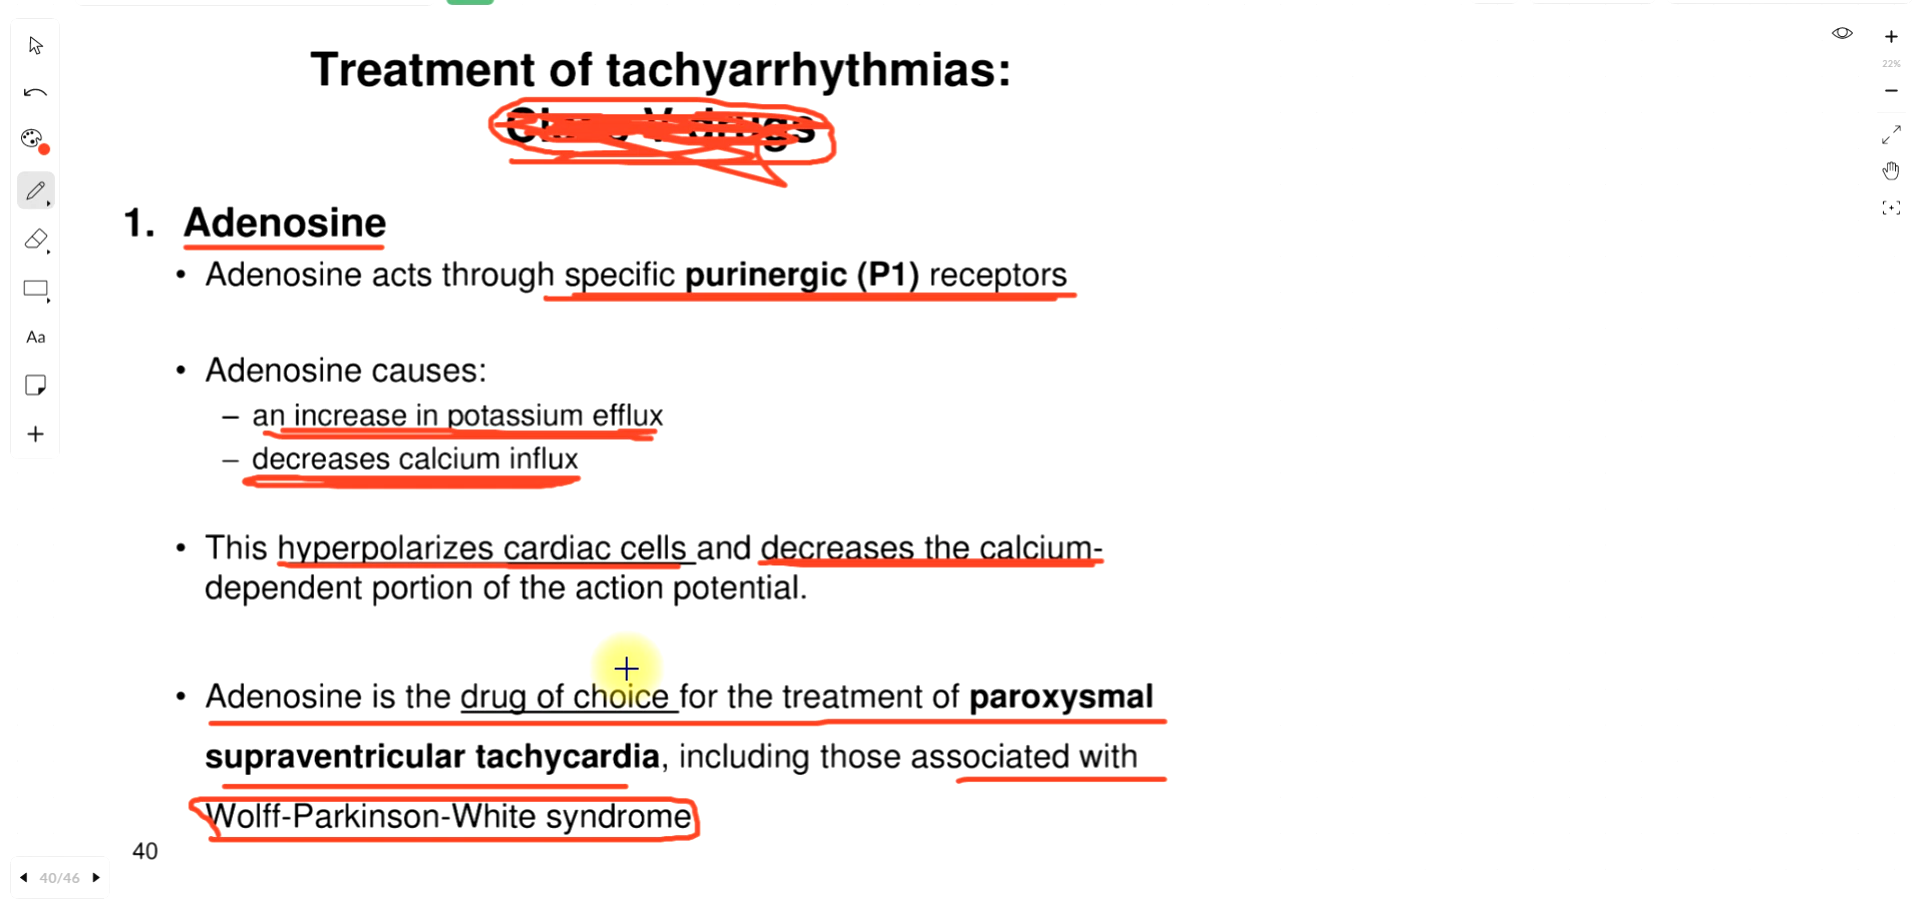 Treatment of tachyarrhythmias:
1. Adenosine
• Adenosine acts through specific purinergic (P1) receptors
• Adenosine causes:
– an increase in potassium efflux
– decreases calcium influx
• This hyperpolarizes cardiac cells and decreases the calcium-
dependent portion of the action potential.
• Adenosine is the drug of choice for the treatment of paroxysmal
supraventricular tachycardia, including those associated with
Wolff-Parkinson-White syndrome
40
40/46
Aa
22%